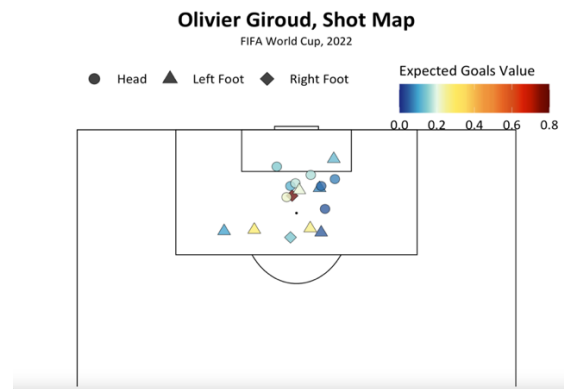 Olivier Giroud, Shot Map
FIFA World Cup, 2022
Head Left Foot Right Foot
Expected Goals Value
0.0 0.2 0.4 0.6 0.8